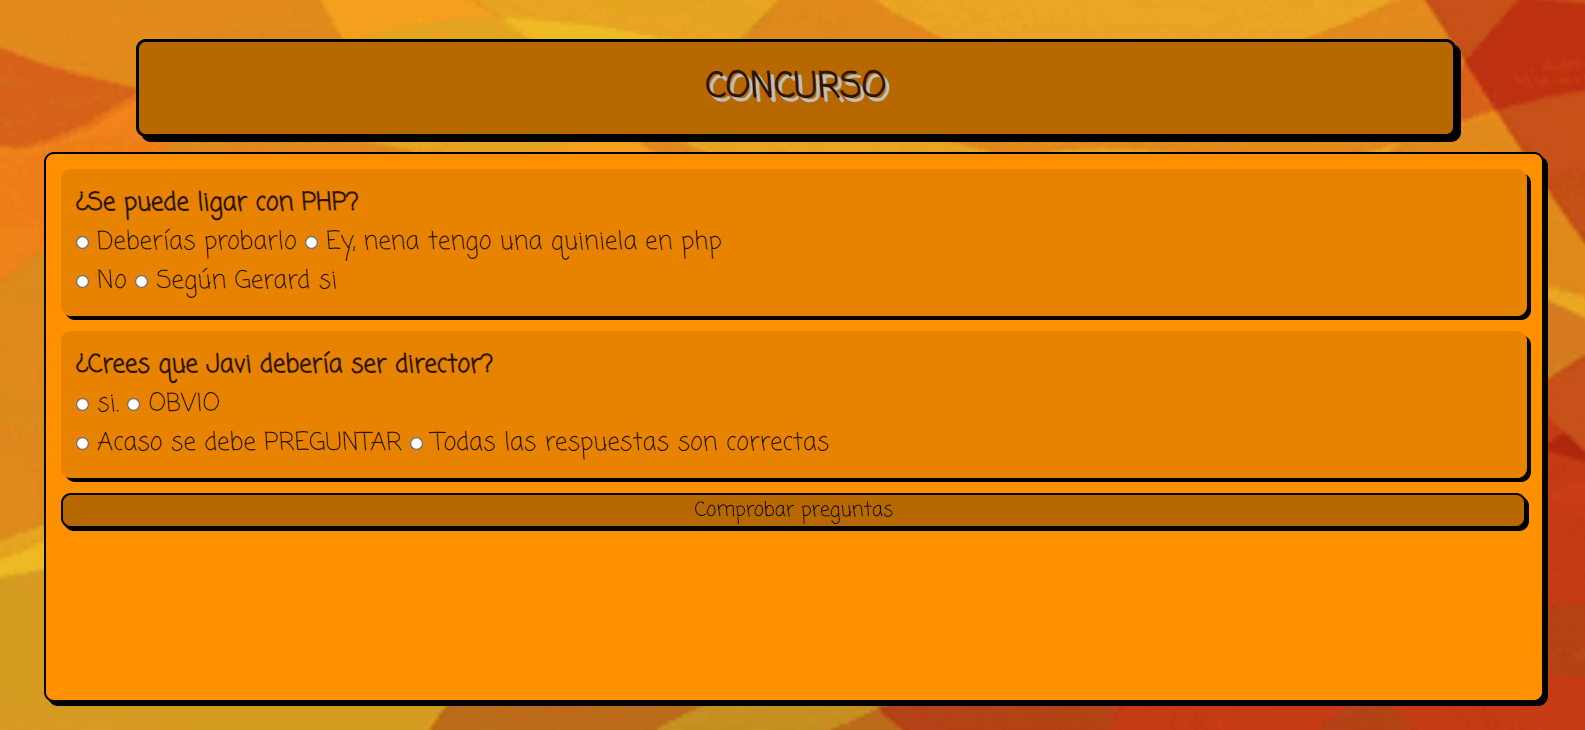 CONCURSO
¿Se puede ligar con PHP?
Deberías probarlo Ey, nena tengo una quiniela en php
No Según Gerard si
¿Crees que Javi debería ser director?
si. OBVIO
Acaso se debe PREGUNTAR Todas las respuestas son correctas
Comprobar preguntas